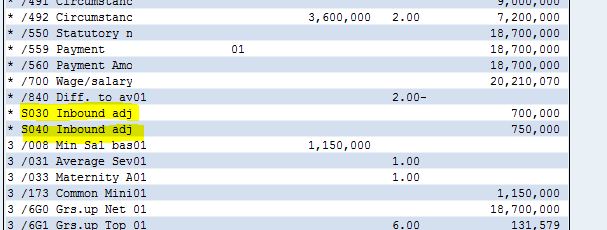 * /491 Circumstanc 9,000,000
* /492 Circumstanc 3,600,000 2.00 7,200,000
* /550 Statutory n 18,700,000
* /559 Payment 01 18,700,000
* /560 Payment Amo 18,700,000
* /700 Wage/salary 20,210,070
* /840 Diff. to av01 2.00-
* S030 Inbound adj 700,000
* S040 Inbound adj 750,000
3 /008 Min Sal bas01 1,150,000
3 /031 Average Sev01 1.00
3 /033 Maternity A01 1.00
3 /173 Common Mini01 1,150,000
3 /6G0 Grs.up Net 01 18,700,000
3 /6G1 Grs.up Top 01 6.00 131,579